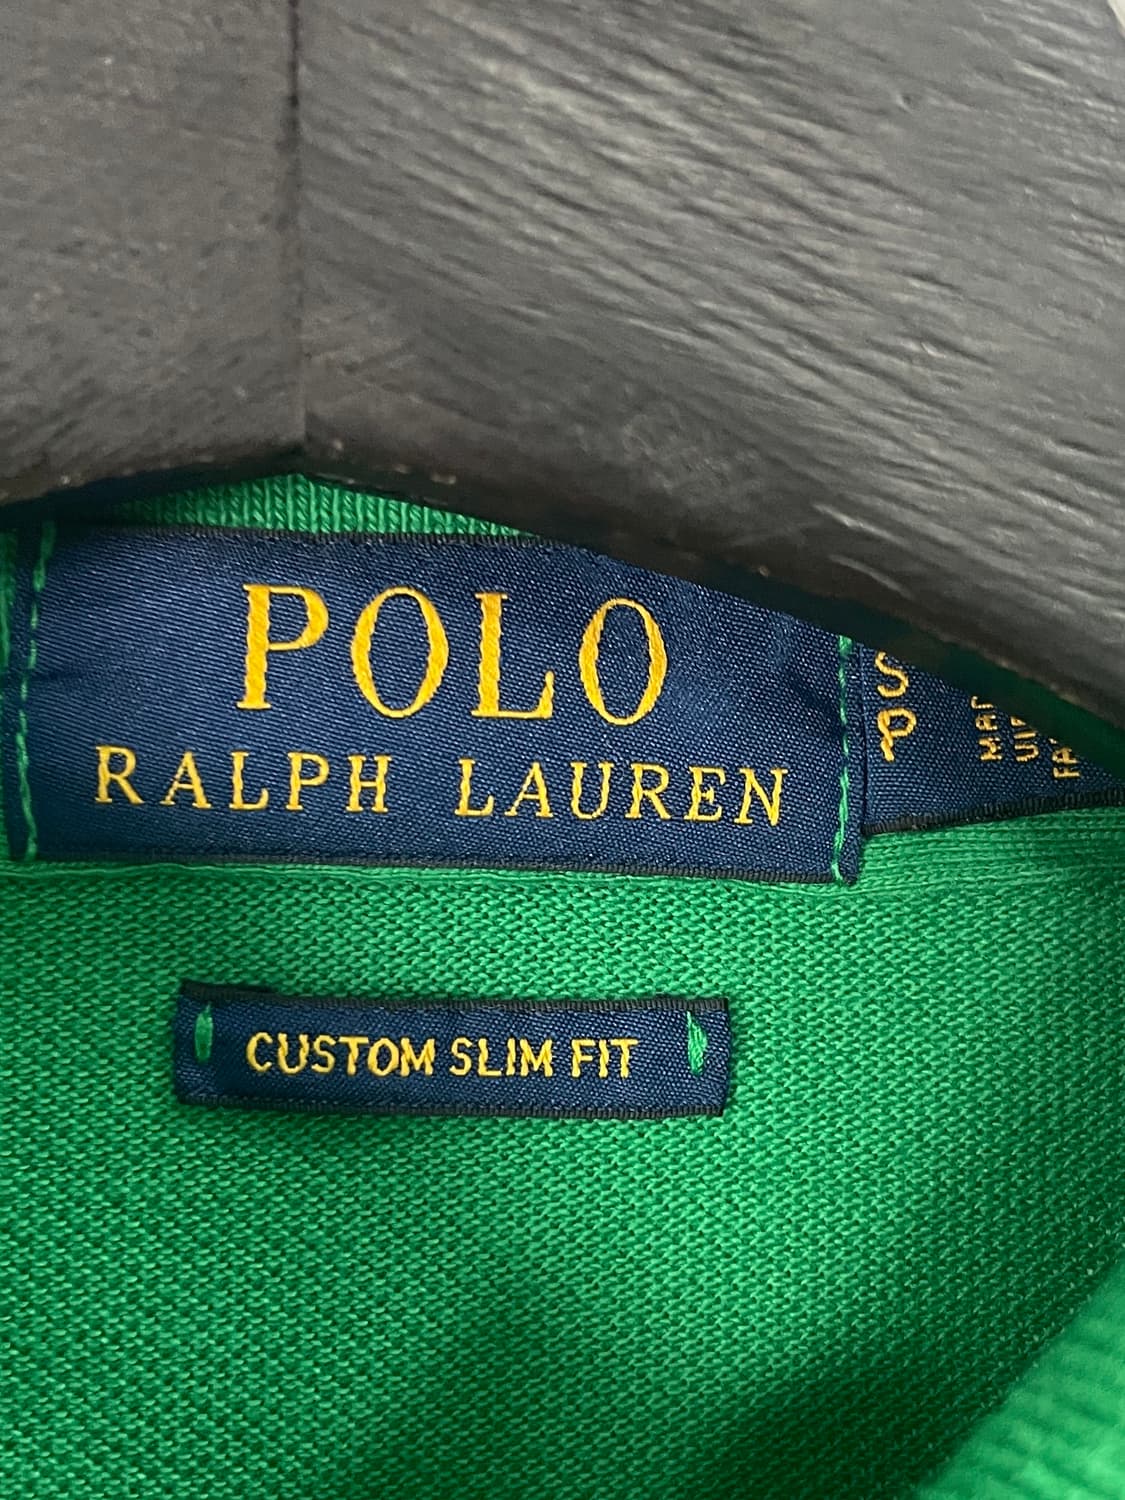 POLO
RALPH LAUREN
S
P
CUSTOM SLIM FIT